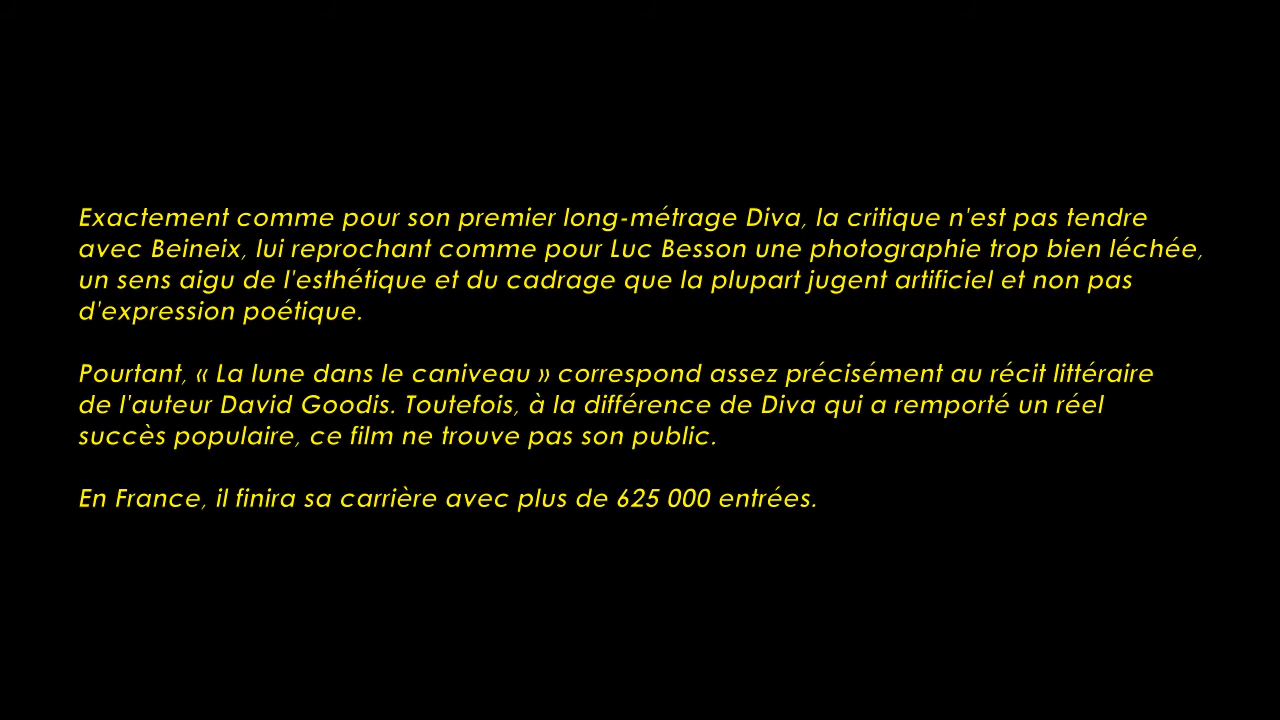 Exactement comme pour son premier long-métrage Diva, la critique n'est pas tendre
avec Beineix, lui reprochant comme pour Luc Besson une photographie trop bien léchée,
un sens aigu de l'esthétique et du cadrage que la plupart jugent artificiel et non pas
d'expression poétique.
Pourtant, « La lune dans le caniveau » correspond assez précisément au récit littéraire
de l'auteur David Goodis. Toutefois, à la différence de Diva qui a remporté un réel
succès populaire, ce film ne trouve pas son public.
En France, il finira sa carrière avec plus de 625 000 entrées.